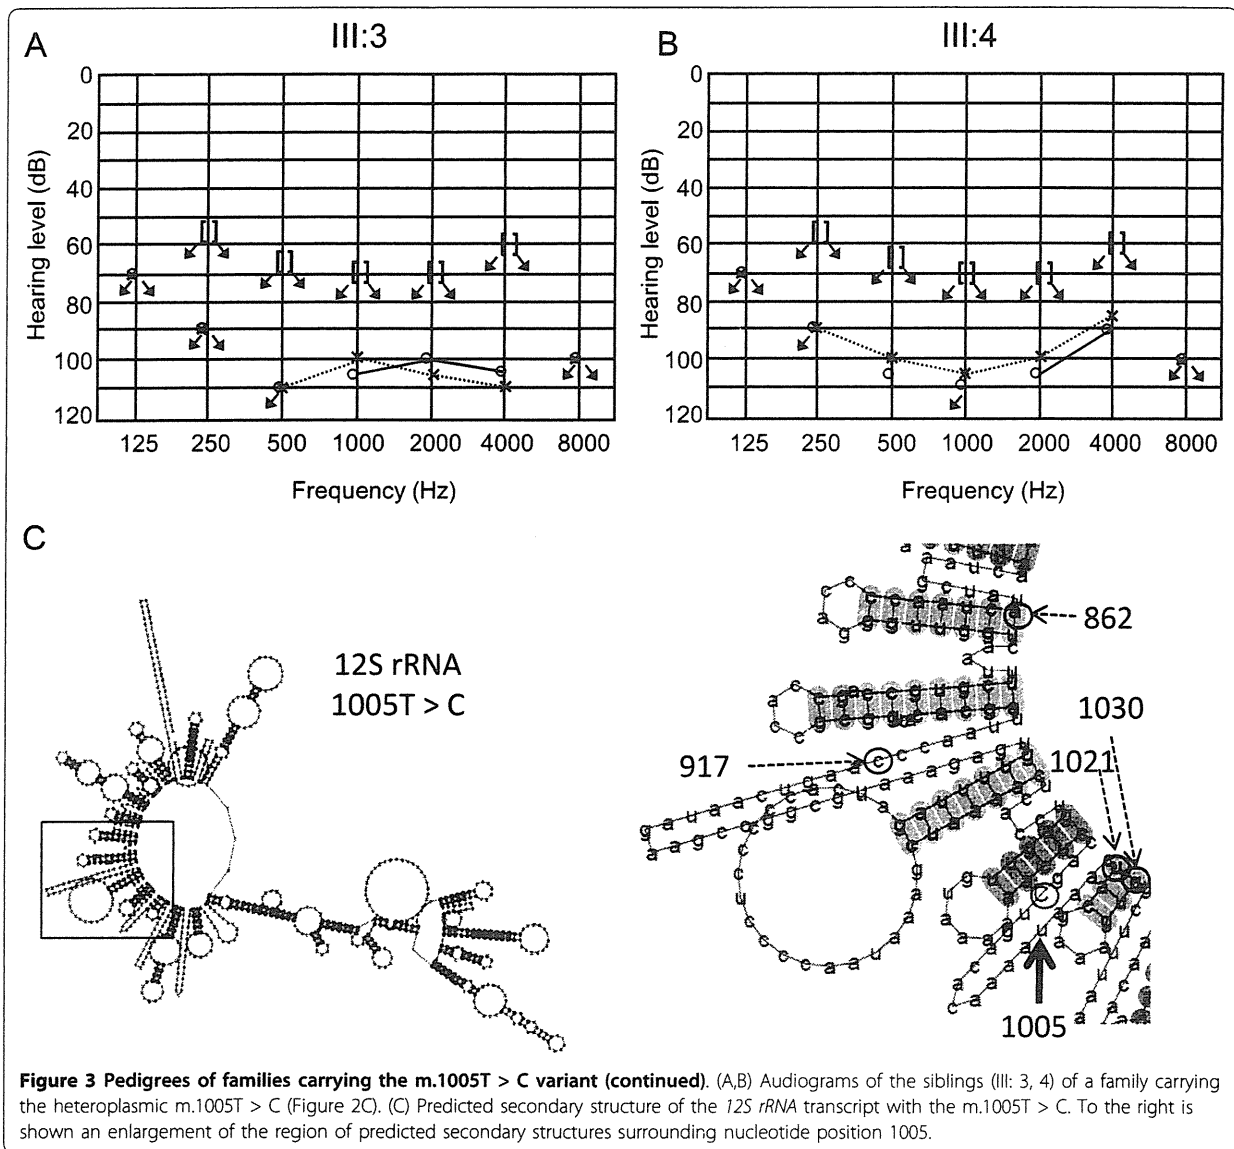 A
III:3
B
III:4
Hearing level (dB)
0
20
40
60
80
100
120
125 250 500 1000 2000 4000 8000
Frequency (Hz)
Hearing level (dB)
0
20
40
60
80
100
120
125 250 500 1000 2000 4000 8000
Frequency (Hz)
C
12S rRNA
1005T > C
862
1030
1021
917
1005
Figure 3 Pedigrees of families carrying the m.1005T > C variant (continued). (A,B) Audiograms of the siblings (III: 3, 4) of a family carrying
the heteroplasmic m.1005T > C (Figure 2C). (C) Predicted secondary structure of the 12S rRNA transcript with the m.1005T > C. To the right is
shown an enlargement of the region of predicted secondary structures surrounding nucleotide position 1005.